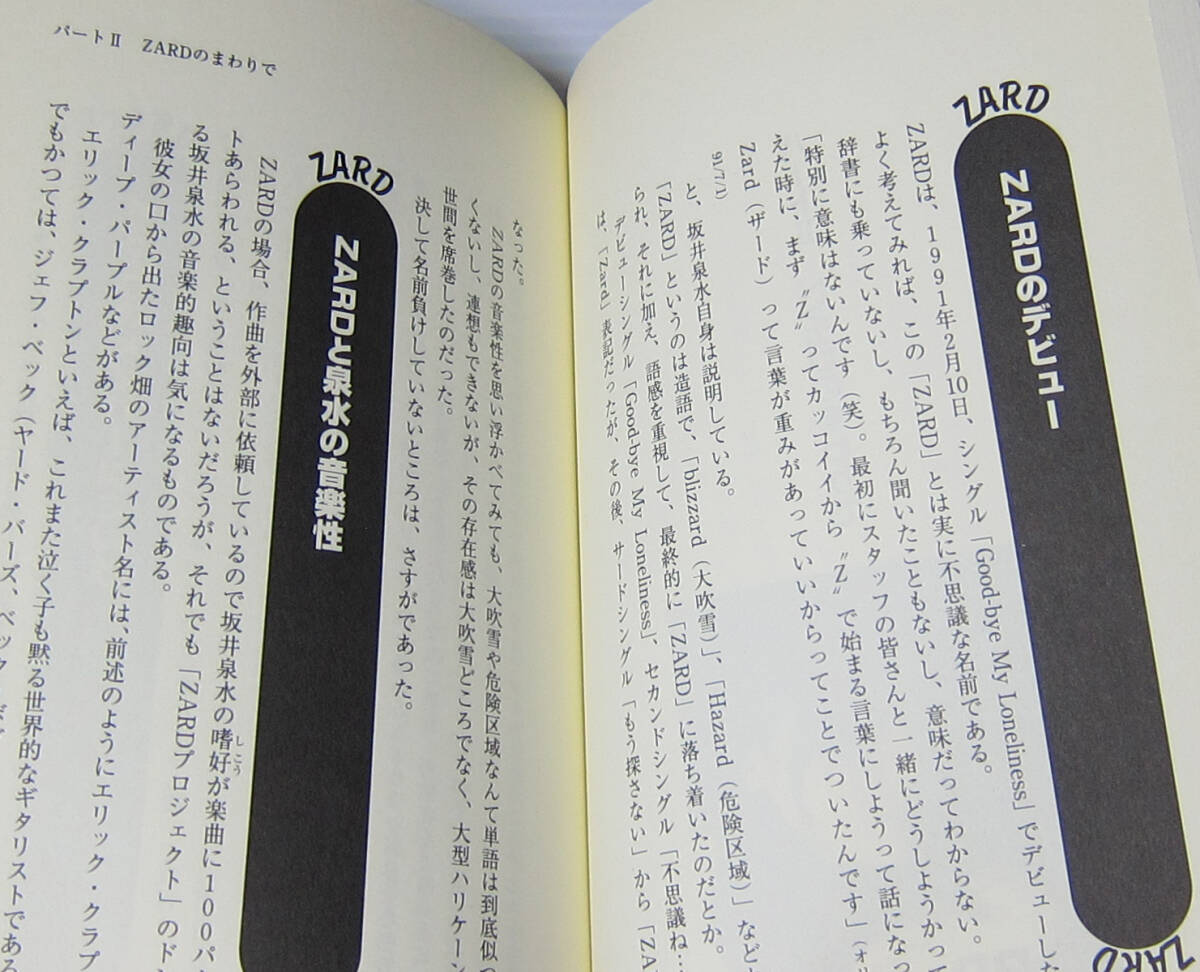 ZARD
ZARDのデビュー
ZARD
ZARDは、1991年2月10日、シングル「Good-bye My Loneliness」でデビューした
よく考えてみれば、この「ZARD」とは実に不思議な名前である。
辞書にも乗っていないし、もちろん聞いたこともないし、意味だってわからない。
「特別に意味はないんです（笑）。最初にスタッフの皆さんと一緒にどうしようかって
えた時に、まず〝Z〟ってカッコイイから〝Z〟で始まる言葉にしようって話になっ
Zard（ザード）って言葉が重みがあっていいからってことでついたんです」（オリ
91/7/1）
と、坂井泉水自身は説明している。
「ZARD」というのは造語で、「blizzard（大吹雪）」、「Hazard（危険区域）」など
られ、それに加え、語感を重視して、最終的に「ZARD」に落ち着いたのだとか。
デビューシングル「Good-bye My Loneliness」、セカンドシングル「不思議ね…
は、「Zard」表記だったが、その後、サードシングル「もう探さない」から「ZA
パートⅡ ZARDのまわりで
なった。
ZARDの音楽性を思い浮かべてみても、大吹雪や危険区域なんて単語は到底似つ
くないし、連想もできないが、その存在感は大吹雪どころでなく、大型ハリケーン
世間を席巻したのだった。
決して名前負けしていないところは、さすがであった。
ZARD
ZARDと泉水の音楽性
ZARDの場合、作曲を外部に依頼しているので坂井泉水の嗜好が楽曲に100パ
しこう
トあらわれる、ということはないだろうが、それでも「ZARDプロジェクト」のド
る坂井泉水の音楽的趣向は気になるものである。
彼女の口から出たロック畑のアーティスト名には、前述のようにエリック・クラプ
ディープ・パープルなどがある。
エリック・クラプトンといえば、これまた泣く子も黙る世界的なギタリストである
でもかつては、ジェフ・ベック（ヤード・バーズ、ベック